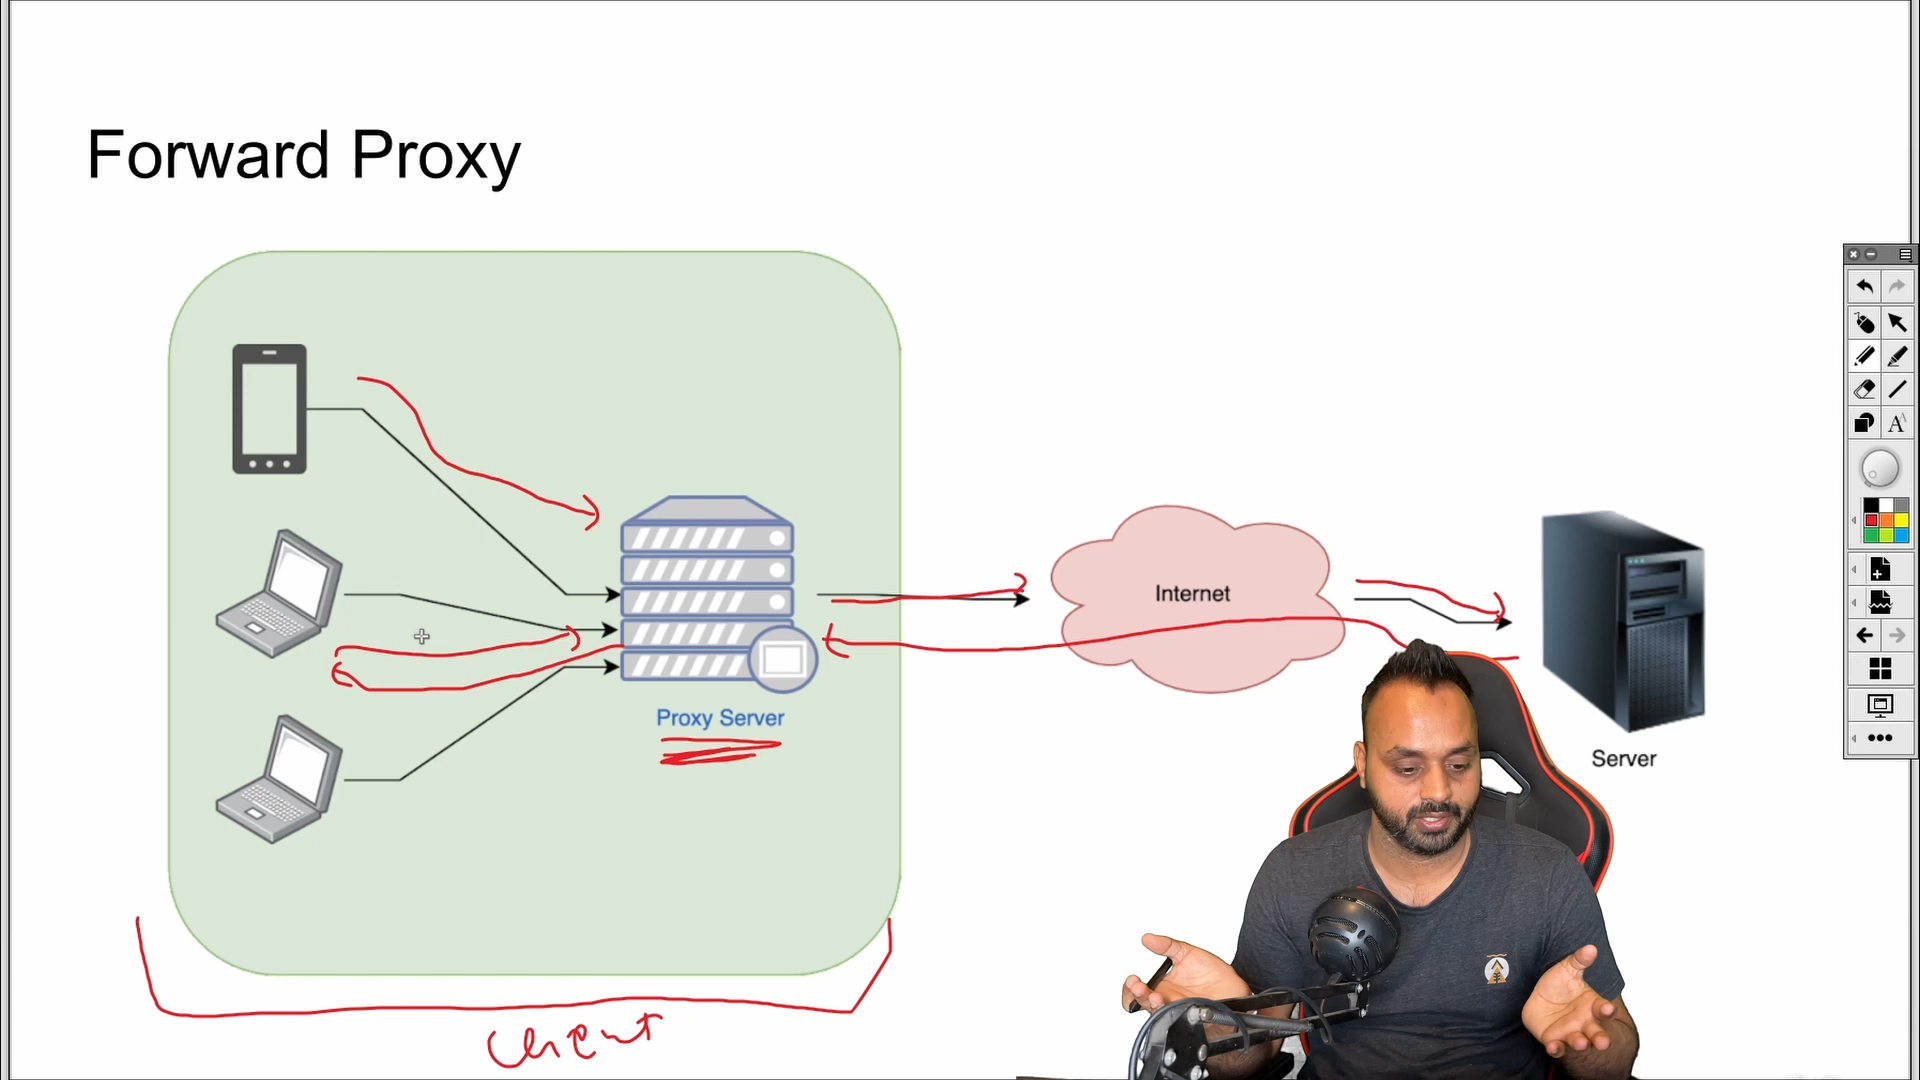 Forward Proxy
Internet
Proxy Server
Server
client